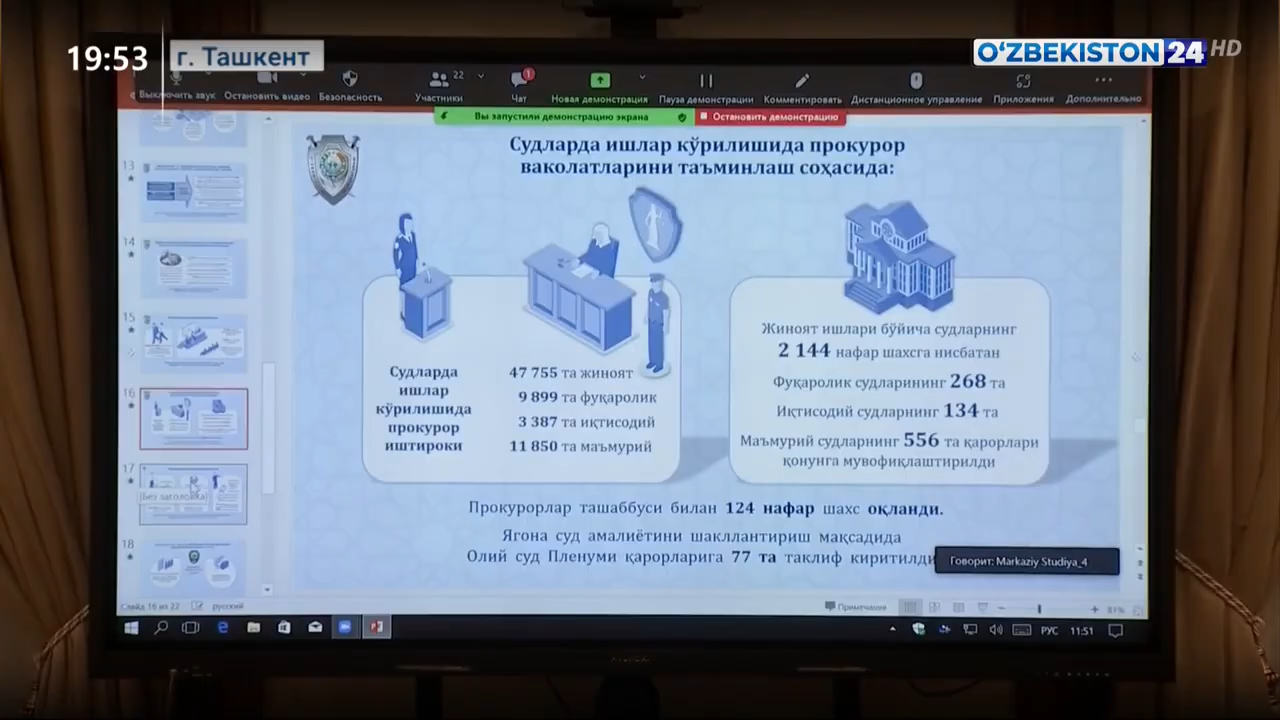 19:53
г. Ташкент
O‘ZBEKISTON 24 HD
22
1
Выключить звук
Остановить видео
Безопасность
Участники
Чат
Новая демонстрация
Пауза демонстрации
Комментировать
Дистанционное управление
Приложения
Дополнительно
Вы запустили демонстрацию экрана
Остановить демонстрацию
Судларда ишлар кўрилишида прокурор
ваколатларини таъминлаш соҳасида:
13
14
15
16
17
[Без заголовка]
18
Судларда
ишлар
кўрилишида
прокурор
иштироки
47 755 та жиноят
9 899 та фуқаролик
3 387 та иқтисодий
11 850 та маъмурий
Жиноят ишлари бўйича судларнинг
2 144 нафар шахсга нисбатан
Фуқаролик судларининг 268 та
Иқтисодий судларнинг 134 та
Маъмурий судларнинг 556 та қарорлари
қонунга мувофиқлаштирилди
Прокурорлар ташаббуси билан 124 нафар шахс оқланди.
Ягона суд амалиётини шакллантириш мақсадида
Олий суд Пленуми қарорларига 77 та таклиф киритилди
Говорит: Markaziy Studiya_4
Слайд 16 из 22
русский
Примечания
81%
РУС
11:51